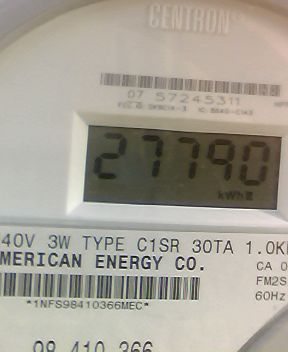 CENTRON
07 57245311
27790
kWh
40V 3W TYPE C1SR 30TA 1.0K
MERICAN ENERGY CO.
CA 0
FM2S
60Hz
*1NFS98410366MEC*
98 410 366